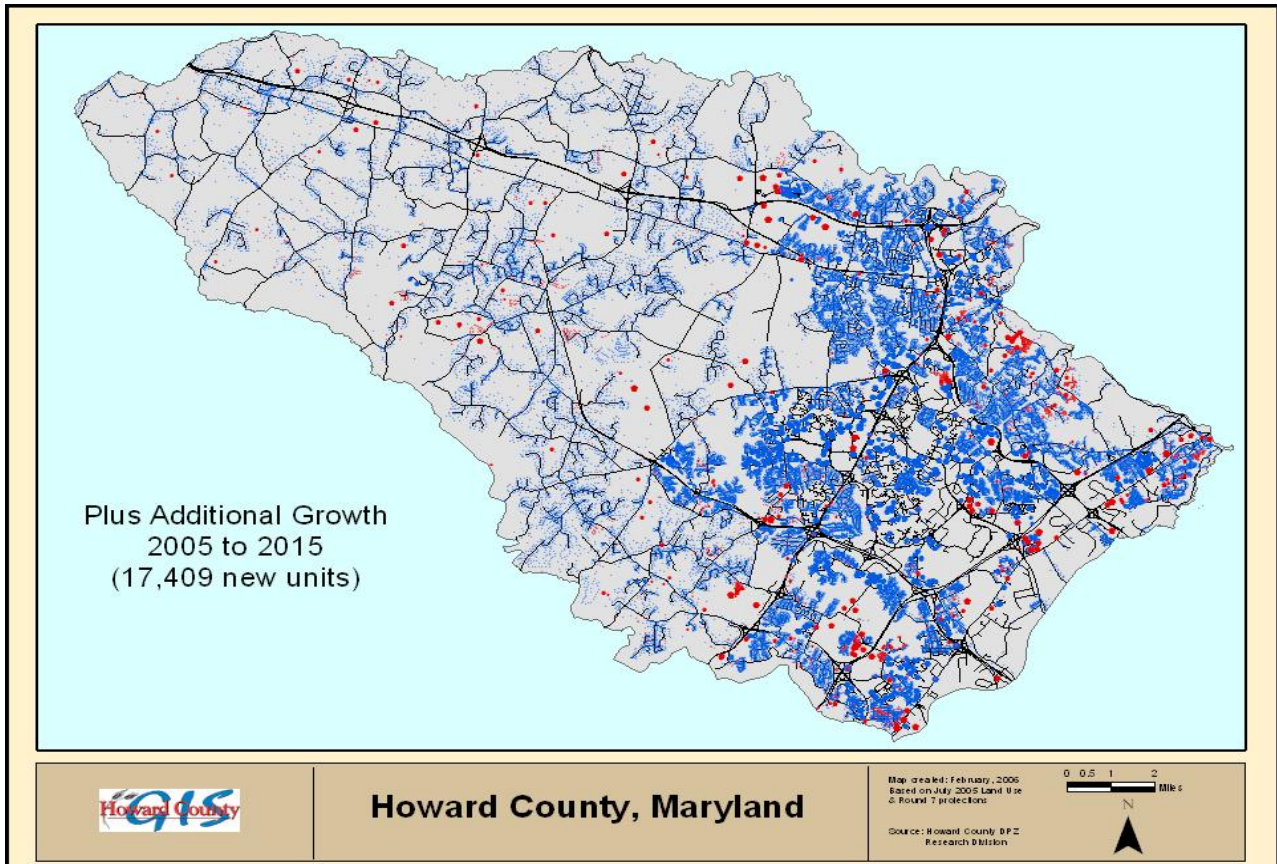 Plus Additional Growth
2005 to 2015
(17,409 new units)
Howard County
GIS
Howard County, Maryland
Map created: February, 2006
Based on July 2005 Land Use
& Round 7 projections
Source: Howard County DPZ
Research Division
0 0.5 1 2
Miles
N